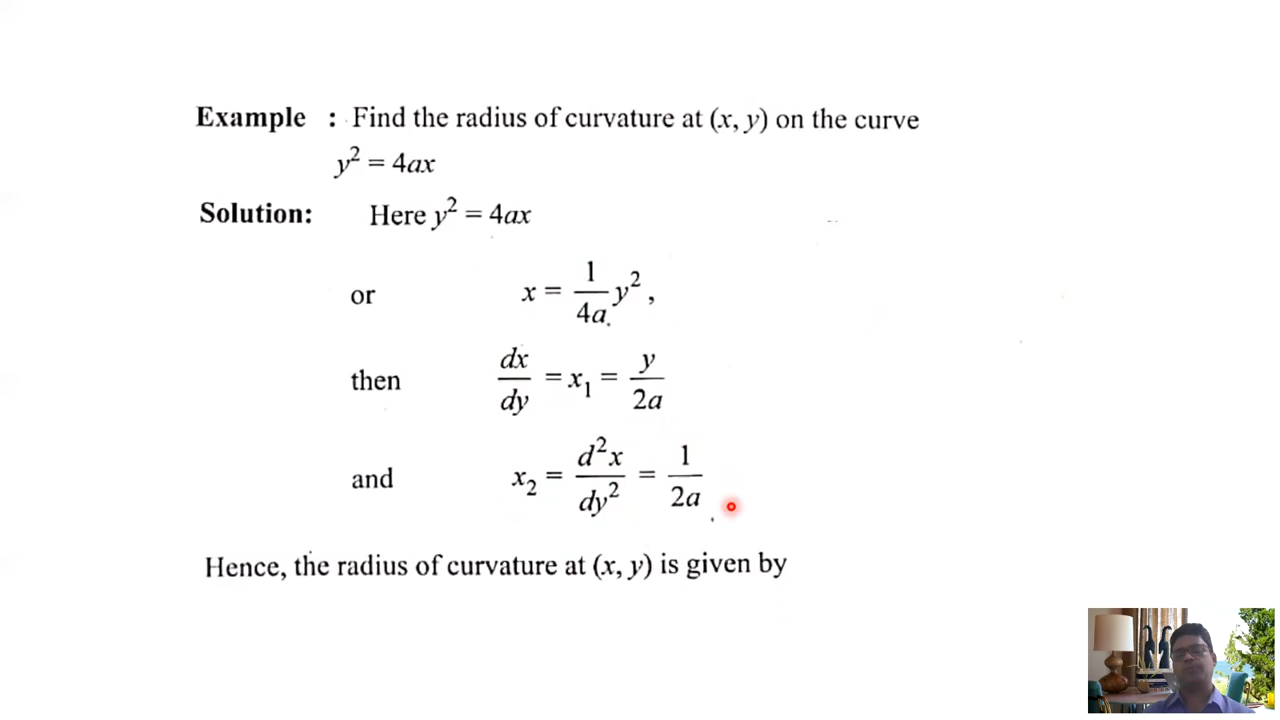 Example : Find the radius of curvature at (x, y) on the curve
y² = 4ax
Solution: Here y² = 4ax
or x = 1/4a y² ,
then dx/dy = x₁ = y/2a
and x₂ = d²x/dy² = 1/2a
Hence, the radius of curvature at (x, y) is given by